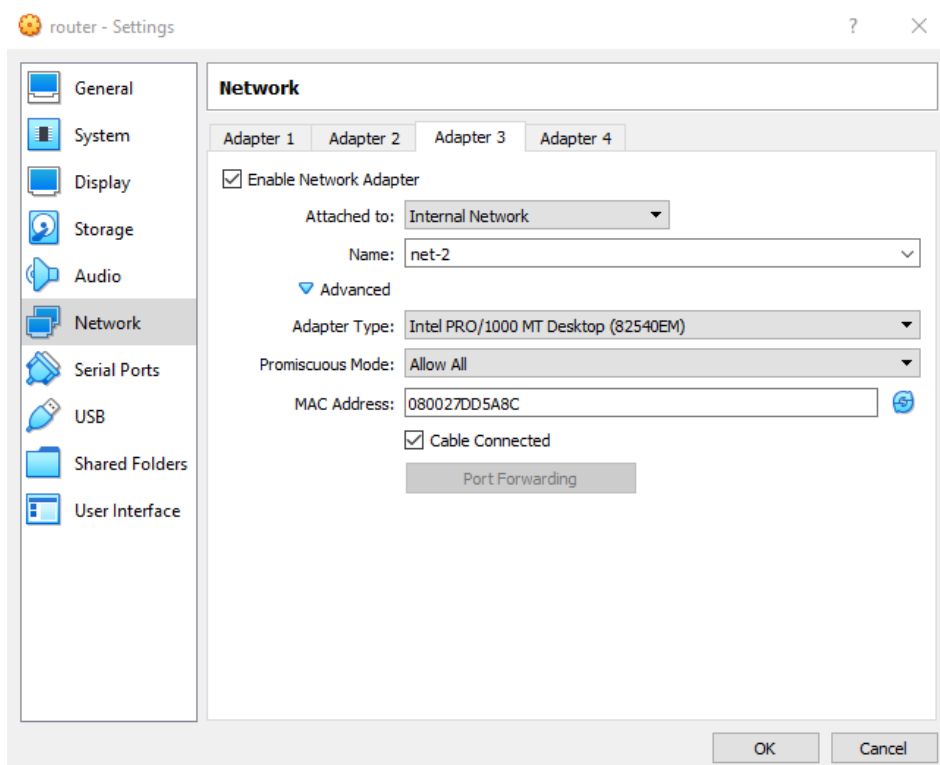 router - Settings
?
General
System
Display
Storage
Audio
Network
Serial Ports
USB
Shared Folders
User Interface
Network
Adapter 1 Adapter 2 Adapter 3 Adapter 4
Enable Network Adapter
Attached to: Internal Network
Name: net-2
Advanced
Adapter Type: Intel PRO/1000 MT Desktop (82540EM)
Promiscuous Mode: Allow All
MAC Address: 080027DD5A8C
Cable Connected
Port Forwarding
OK Cancel